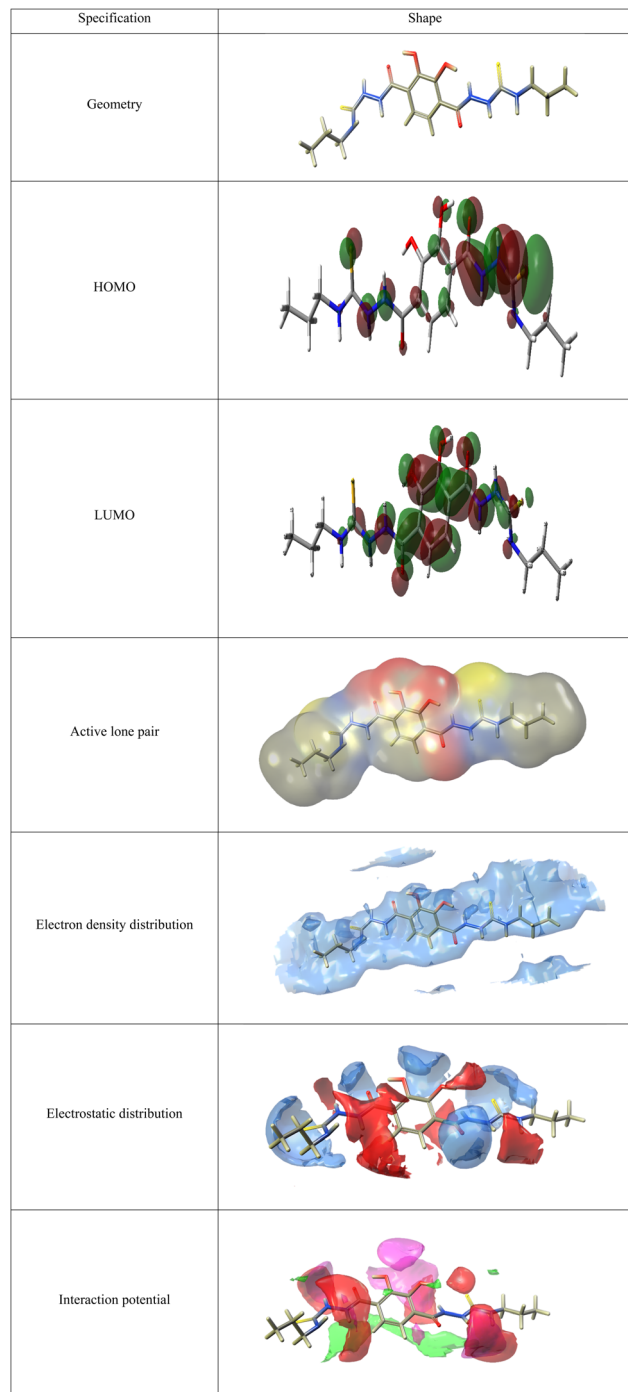 Specification Shape
Geometry
HOMO
LUMO
Active lone pair
Electron density distribution
Electrostatic distribution
Interaction potential